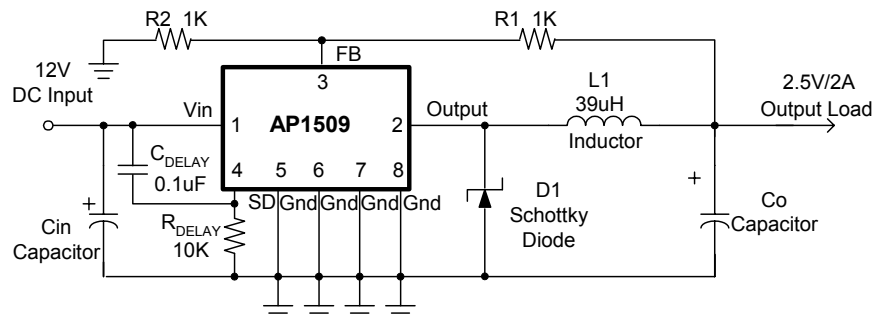 R2 1K
R1 1K
FB
12V
DC Input
3
L1
39uH
Inductor
2.5V/2A
Output Load
Vin
1
AP1509
2
Output
C_DELAY
0.1uF
4
5
6
7
8
SD
Gnd
Gnd
Gnd
Gnd
+
Cin
Capacitor
R_DELAY
10K
D1
Schottky
Diode
+
Co
Capacitor